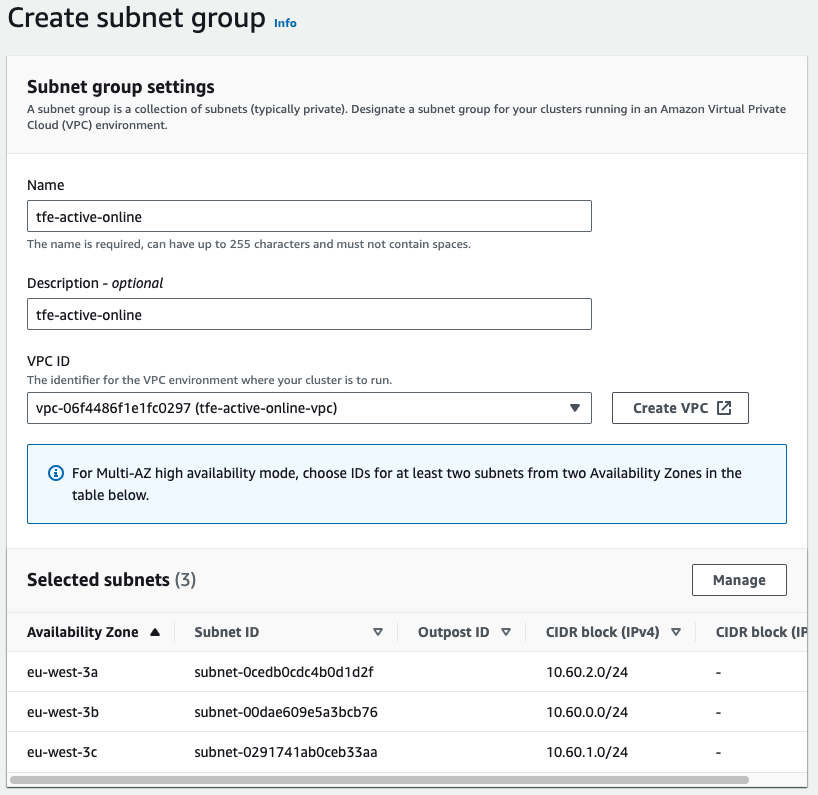 Create subnet group Info
Subnet group settings
A subnet group is a collection of subnets (typically private). Designate a subnet group for your clusters running in an Amazon Virtual Private
Cloud (VPC) environment.
Name
tfe-active-online
The name is required, can have up to 255 characters and must not contain spaces.
Description - optional
tfe-active-online
VPC ID
The identifier for the VPC environment where your cluster is to run.
vpc-06f4486f1e1fc0297 (tfe-active-online-vpc)
Create VPC
For Multi-AZ high availability mode, choose IDs for at least two subnets from two Availability Zones in the
table below.
Selected subnets (3)
Manage
Availability Zone Subnet ID Outpost ID CIDR block (IPv4) CIDR block (IP
eu-west-3a subnet-0cedb0cdc4b0d1d2f 10.60.2.0/24 -
eu-west-3b subnet-00dae609e5a3bcb76 10.60.0.0/24 -
eu-west-3c subnet-0291741ab0ceb33aa 10.60.1.0/24 -